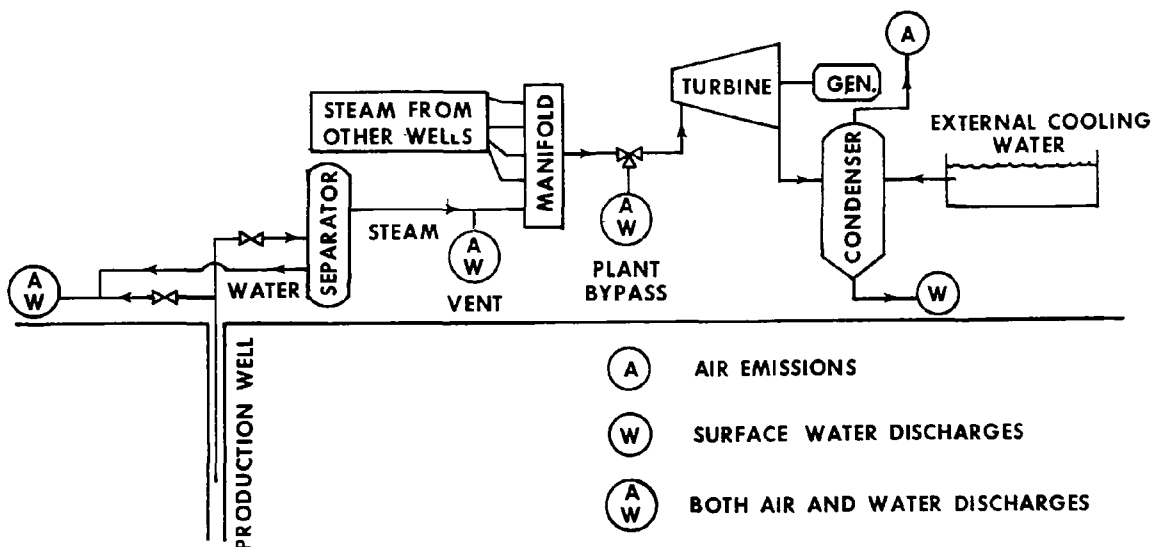 A
TURBINE
GEN.
STEAM FROM
OTHER WELLS
MANIFOLD
EXTERNAL COOLING
WATER
CONDENSER
SEPARATOR
A
W
STEAM
A
W
VENT
PLANT
BYPASS
A
W
WATER
W
PRODUCTION WELL
A AIR EMISSIONS
W SURFACE WATER DISCHARGES
A
W BOTH AIR AND WATER DISCHARGES